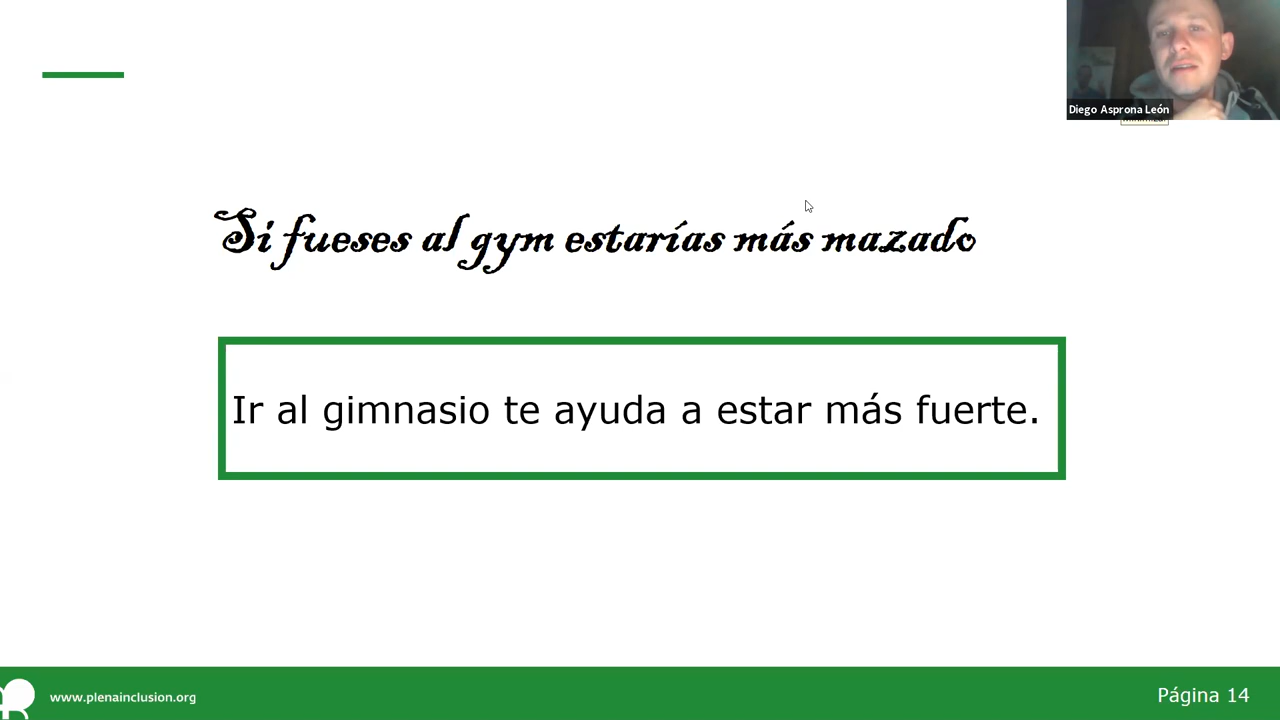 Diego Asprona León
Si fueses al gym estarías más mazado
Ir al gimnasio te ayuda a estar más fuerte.
www.plenainclusion.org
Página 14